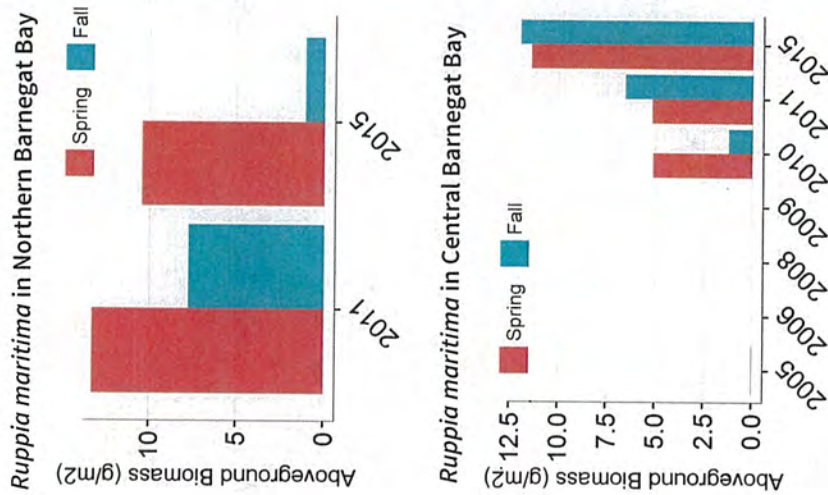 Ruppia maritima in Northern Barnegat Bay
Spring Fall
Aboveground Biomass (g/m2)
10
5
0
2011 2015
Ruppia maritima in Central Barnegat Bay
Spring Fall
Aboveground Biomass (g/m2)
12.5
10.0
7.5
5.0
2.5
0.0
2005 2006 2008 2009 2010 2011 2015